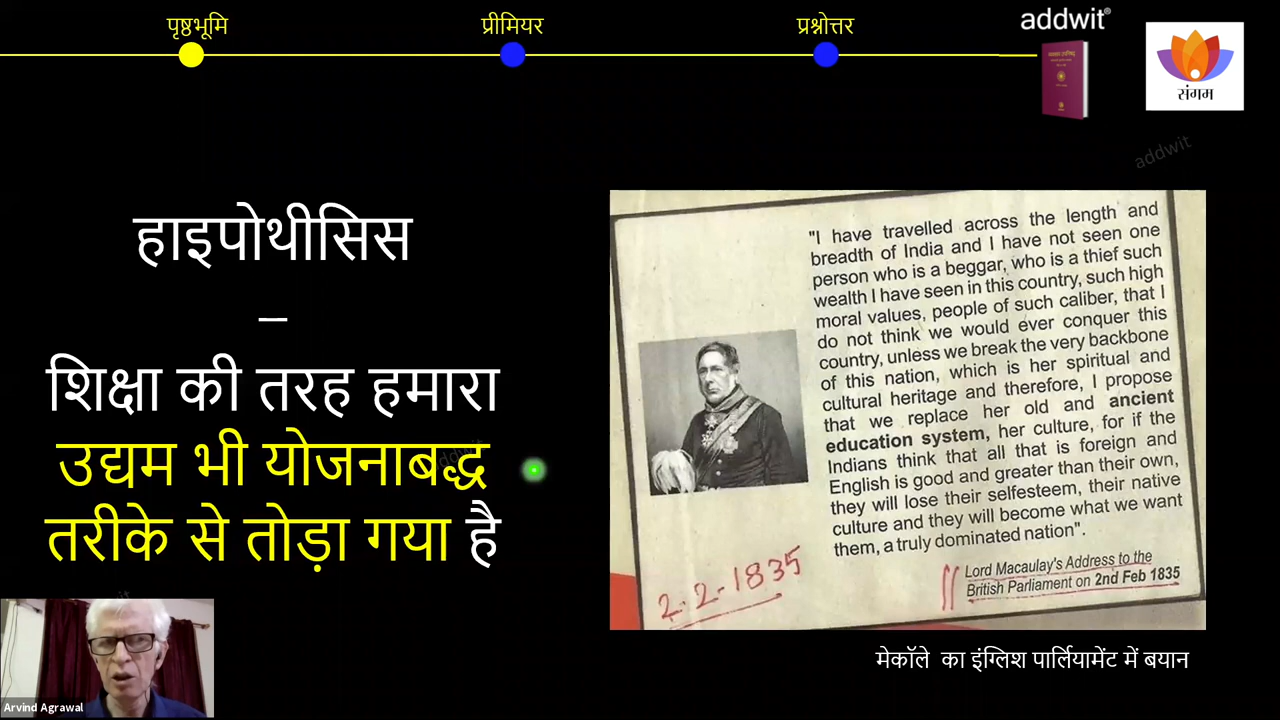 पृष्ठभूमि
प्रीमियर
प्रश्नोत्तर
addwit®
संगम
addwit
हाइपोथीसिस
–
शिक्षा की तरह हमारा
उद्यम भी योजनाबद्ध
तरीके से तोड़ा गया है
addwit
"I have travelled across the length and
breadth of India and I have not seen one
person who is a beggar, who is a thief such
wealth I have seen in this country, such high
moral values, people of such caliber, that I
do not think we would ever conquer this
country, unless we break the very backbone
of this nation, which is her spiritual and
cultural heritage and therefore, I propose
that we replace her old and ancient
education system, her culture, for if the
Indians think that all that is foreign and
English is good and greater than their own,
they will lose their selfesteem, their native
culture and they will become what we want
them, a truly dominated nation".
Lord Macaulay's Address to the
British Parliament on 2nd Feb 1835
2-2-1835
मेकॉले का इंग्लिश पार्लियामेंट में बयान
Arvind Agrawal